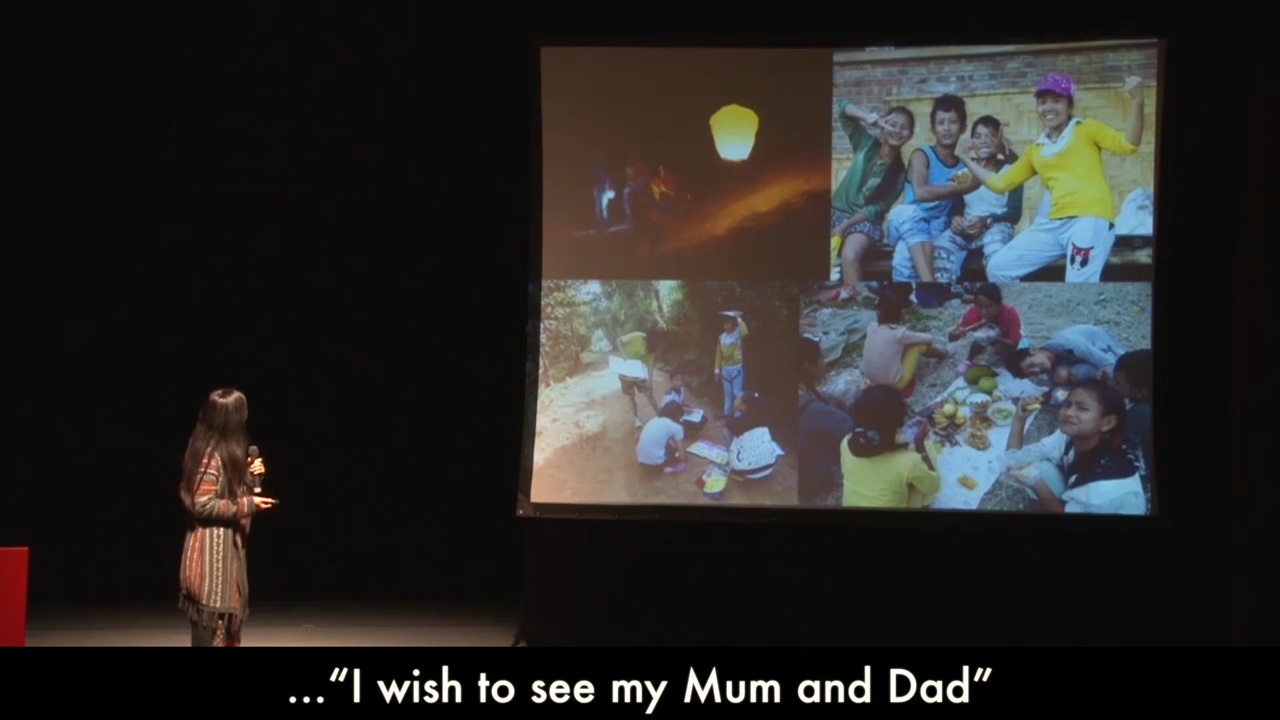 …“I wish to see my Mum and Dad”